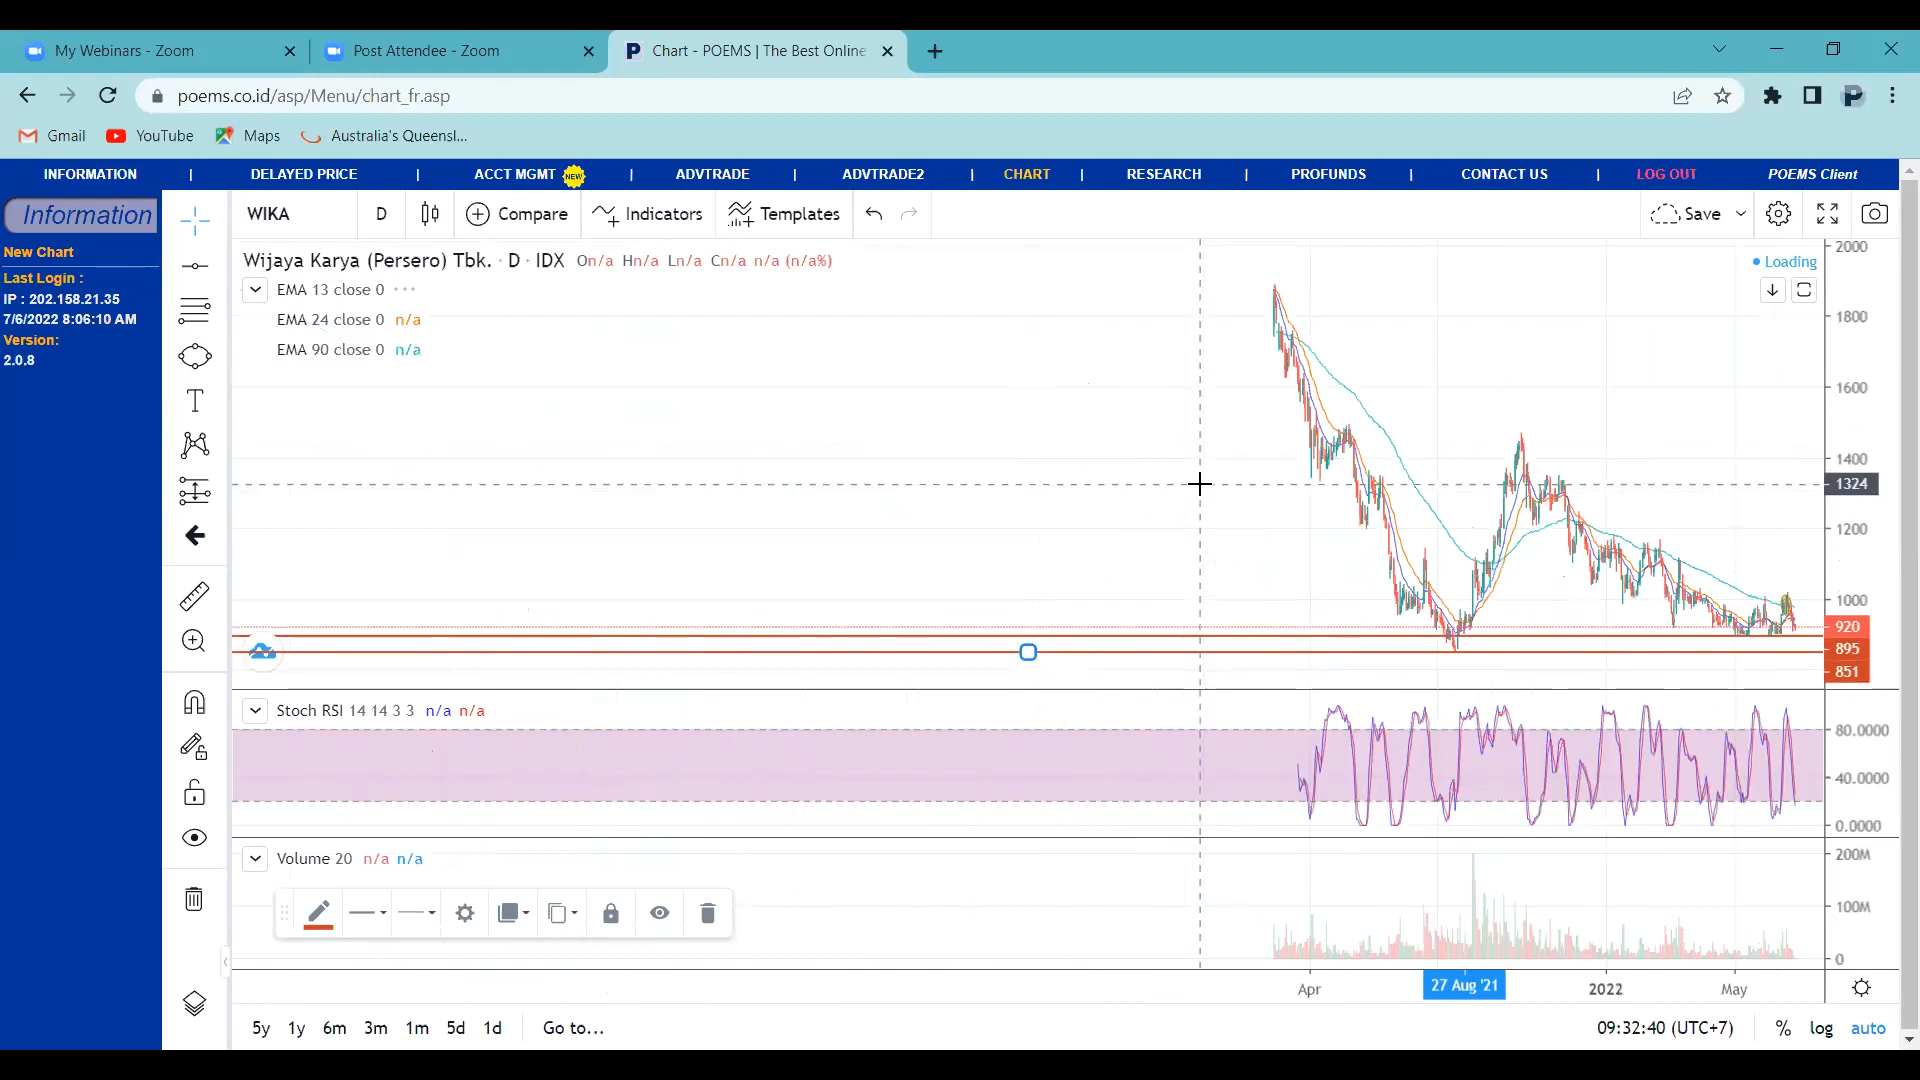 My Webinars - Zoom
Post Attendee - Zoom
Chart - POEMS | The Best Online
poems.co.id/asp/Menu/chart_fr.asp
Gmail
YouTube
Maps
Australia's Queensl...
INFORMATION | DELAYED PRICE | ACCT MGMT NEW | ADVTRADE | ADVTRADE2 | CHART | RESEARCH | PROFUNDS | CONTACT US | LOG OUT POEMS Client
Information
New Chart
Last Login :
IP : 202.158.21.35
7/6/2022 8:06:10 AM
Version:
2.0.8
WIKA D Compare Indicators Templates Save
Wijaya Karya (Persero) Tbk. · D · IDX On/a Hn/a Ln/a Cn/a n/a (n/a%)
Loading
EMA 13 close 0 ···
EMA 24 close 0 n/a
EMA 90 close 0 n/a
2000
1800
1600
1400
1324
1200
1000
920
895
851
Stoch RSI 14 14 3 3 n/a n/a
80.0000
40.0000
0.0000
Volume 20 n/a n/a
200M
100M
0
Apr 27 Aug '21 2022 May
5y 1y 6m 3m 1m 5d 1d Go to...
09:32:40 (UTC+7) % log auto